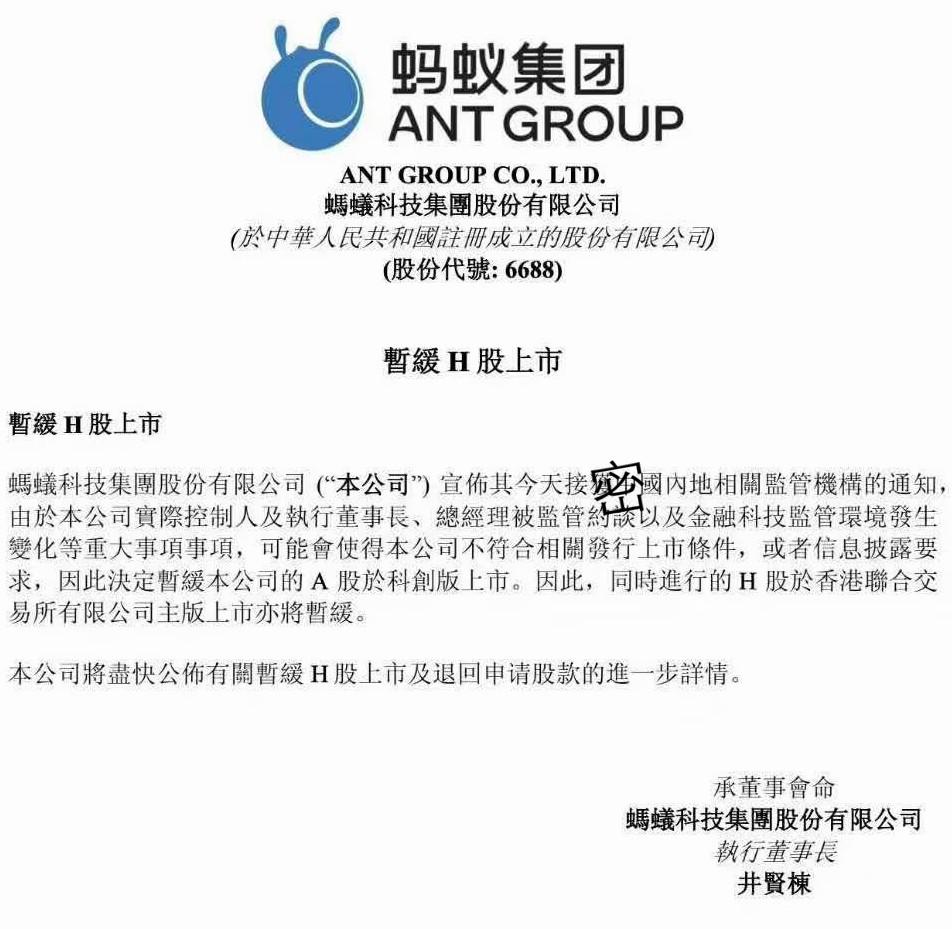 蚂蚁集团
ANT GROUP
ANT GROUP CO., LTD.
螞蟻科技集團股份有限公司
(於中華人民共和國註冊成立的股份有限公司)
(股份代號: 6688)
暫緩 H 股上市
暫緩 H 股上市
螞蟻科技集團股份有限公司 (“本公司”) 宣佈其今天接 密 國內地相關監管機構的通知，
由於本公司實際控制人及執行董事長、總經理被監管約談以及金融科技監管環境發生
變化等重大事項事項，可能會使得本公司不符合相關發行上市條件，或者信息披露要
求，因此決定暫緩本公司的 A 股於科創版上市。因此，同時進行的 H 股於香港聯合交
易所有限公司主版上市亦將暫緩。
本公司將盡快公佈有關暫緩 H 股上市及退回申请股款的進一步詳情。
承董事會命
螞蟻科技集團股份有限公司
執行董事長
井賢棟